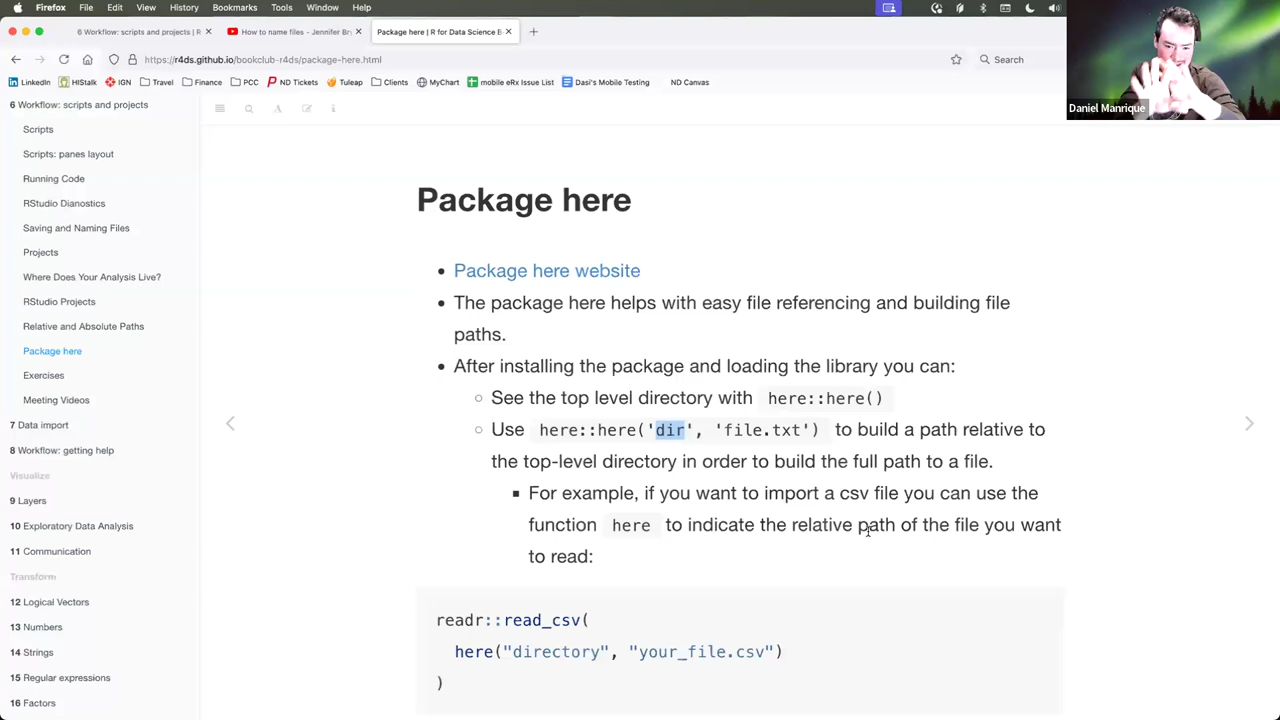 Firefox File Edit View History Bookmarks Tools Window Help
6 Workflow: scripts and projects | R
How to name files - Jennifer Br
Package here | R for Data Science B
https://r4ds.github.io/bookclub-r4ds/package-here.html
Search
LinkedIn HIStalk IGN Travel Finance PCC ND Tickets Tuleap Clients MyChart mobile eRx Issue List Dasi's Mobile Testing ND Canvas
Daniel Manrique
6 Workflow: scripts and projects
Scripts
Scripts: panes layout
Running Code
RStudio Dianostics
Saving and Naming Files
Projects
Where Does Your Analysis Live?
RStudio Projects
Relative and Absolute Paths
Package here
Exercises
Meeting Videos
7 Data import
8 Workflow: getting help
Visualize
9 Layers
10 Exploratory Data Analysis
11 Communication
Transform
12 Logical Vectors
13 Numbers
14 Strings
15 Regular expressions
16 Factors
Package here
Package here website
The package here helps with easy file referencing and building file
paths.
After installing the package and loading the library you can:
See the top level directory with here::here()
Use here::here('dir', 'file.txt') to build a path relative to
the top-level directory in order to build the full path to a file.
For example, if you want to import a csv file you can use the
function here to indicate the relative path of the file you want
to read:
readr::read_csv(
here("directory", "your_file.csv")
)